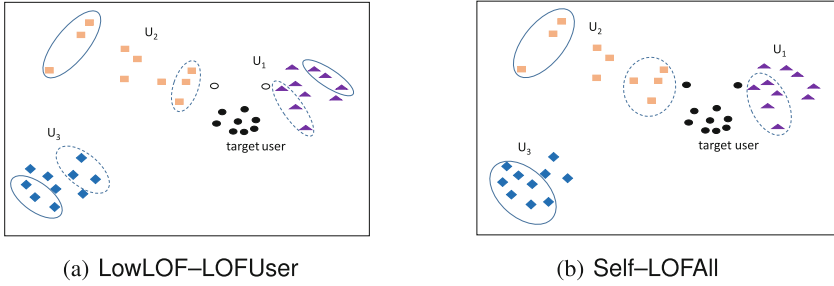 U2
U1
U3
target user
(a) LowLOF–LOFUser
U2
U1
U3
target user
(b) Self–LOFAll